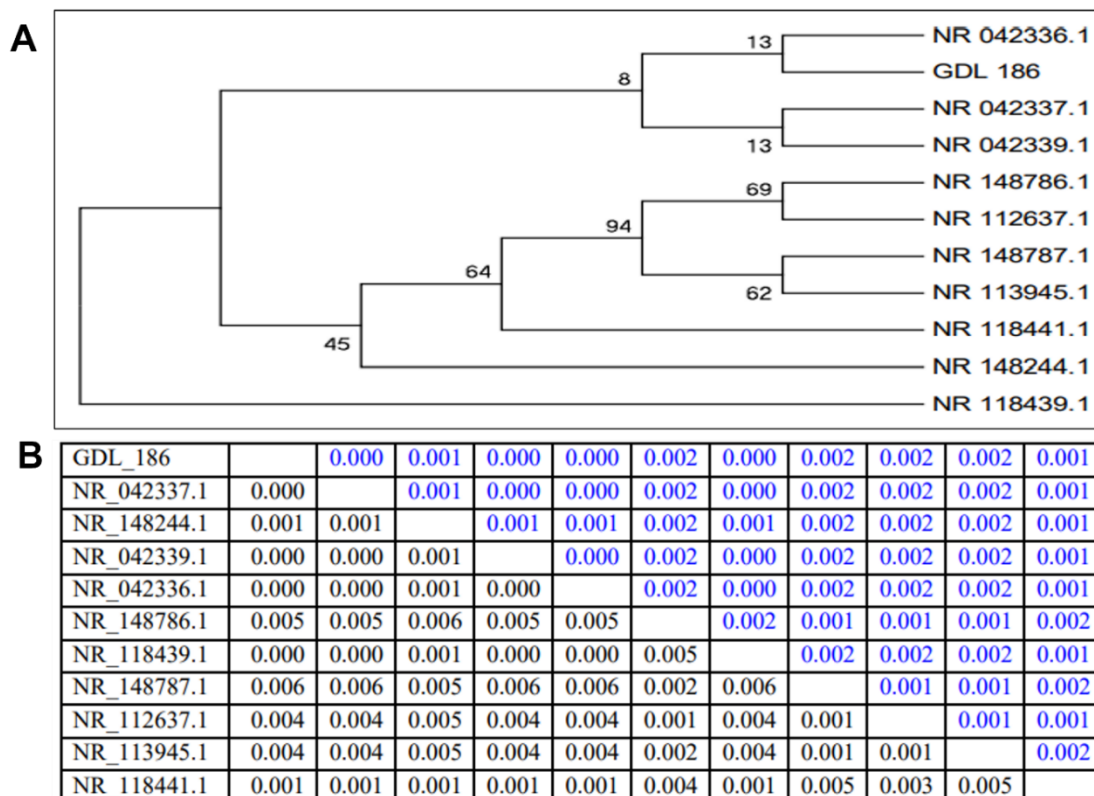 A
NR 042336.1
13
GDL 186
8
NR 042337.1
13
NR 042339.1
NR 148786.1
69
NR 112637.1
94
NR 148787.1
64
62
NR 113945.1
NR 118441.1
45
NR 148244.1
NR 118439.1
B
GDL_186 0.000 0.001 0.000 0.000 0.002 0.000 0.002 0.002 0.002 0.001
NR_042337.1 0.000 0.001 0.000 0.000 0.002 0.000 0.002 0.002 0.002 0.001
NR_148244.1 0.001 0.001 0.001 0.001 0.002 0.001 0.002 0.002 0.002 0.001
NR_042339.1 0.000 0.000 0.001 0.000 0.002 0.000 0.002 0.002 0.002 0.001
NR_042336.1 0.000 0.000 0.001 0.000 0.002 0.000 0.002 0.002 0.002 0.001
NR_148786.1 0.005 0.005 0.006 0.005 0.005 0.002 0.001 0.001 0.001 0.002
NR_118439.1 0.000 0.000 0.001 0.000 0.000 0.005 0.002 0.002 0.002 0.001
NR_148787.1 0.006 0.006 0.005 0.006 0.006 0.002 0.006 0.001 0.001 0.002
NR_112637.1 0.004 0.004 0.005 0.004 0.004 0.001 0.004 0.001 0.001 0.001
NR_113945.1 0.004 0.004 0.005 0.004 0.004 0.002 0.004 0.001 0.001 0.002
NR_118441.1 0.001 0.001 0.001 0.001 0.001 0.004 0.001 0.005 0.003 0.005